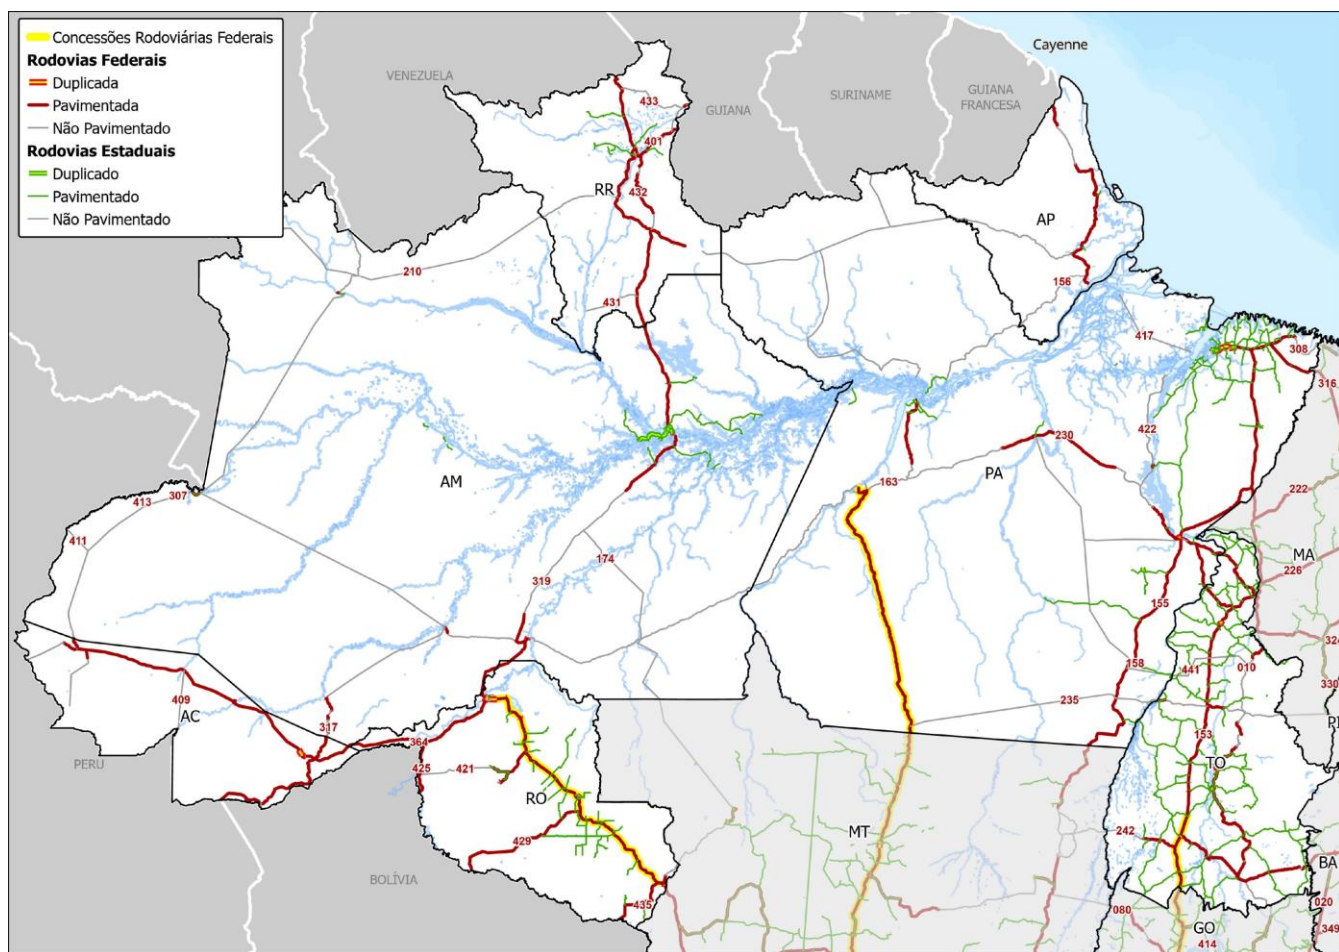 Concessões Rodoviárias Federais
Rodovias Federais
Duplicada
Pavimentada
Não Pavimentado
Rodovias Estaduais
Duplicado
Pavimentado
Não Pavimentado
Cayenne
VENEZUELA
GUIANA
SURINAME
GUIANA
FRANCESA
433
401
RR
432
AP
210
431
156
417
308
316
AM
230
422
PA
163
413
307
222
411
MA
174
226
319
155
324
158
441
010
409
317
235
330
AC
364
153
PI
PERU
425
421
TO
RO
MT
242
429
BOLÍVIA
BA
435
080
020
GO
414
349